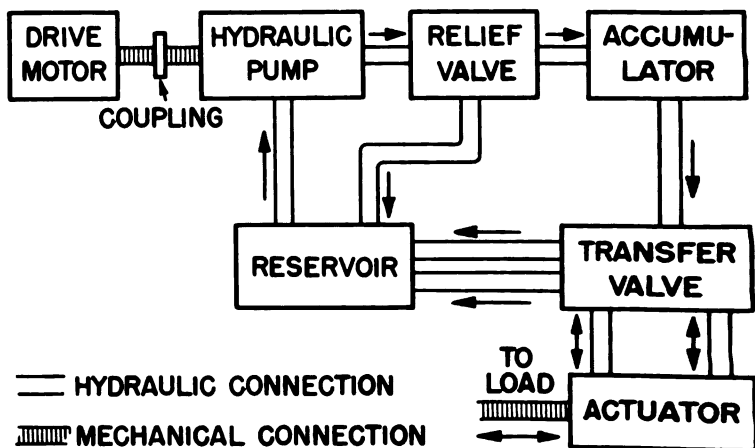 DRIVE
MOTOR
HYDRAULIC
PUMP
RELIEF
VALVE
ACCUMU-
LATOR
COUPLING
RESERVOIR
TRANSFER
VALVE
TO
LOAD
ACTUATOR
HYDRAULIC CONNECTION
MECHANICAL CONNECTION